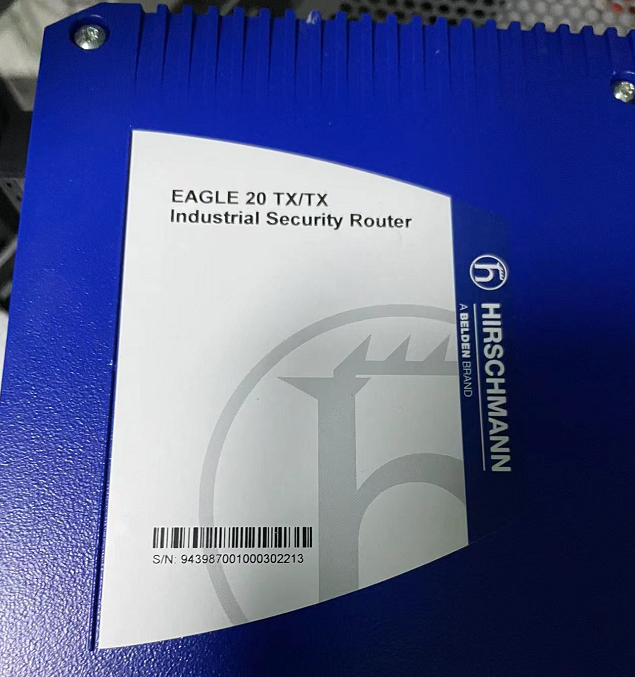 EAGLE 20 TX/TX
Industrial Security Router
HIRSCHMANN
A BELDEN BRAND
S/N: 943987001000302213